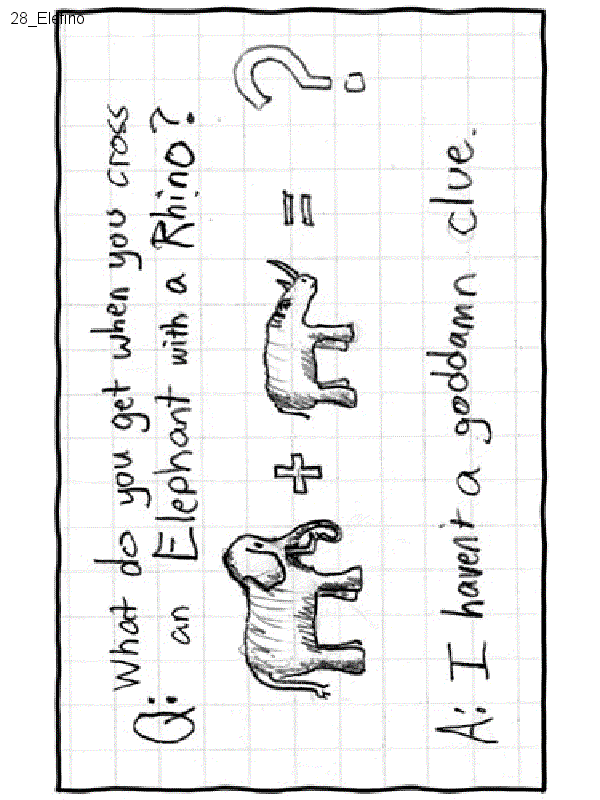 28_Elefino
Q: What do you get when you cross
an Elephant with a Rhino?
+ = ?
A: I haven't a goddamn clue.